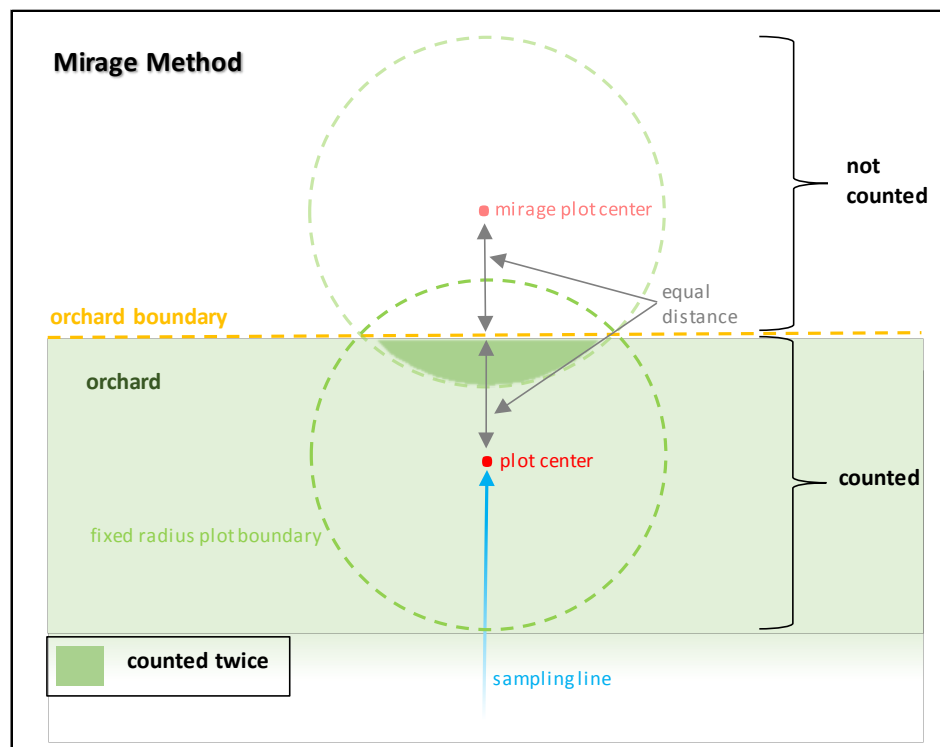 Mirage Method
not
counted
mirage plot center
equal
distance
orchard boundary
orchard
plot center
counted
fixed radius plot boundary
counted twice
sampling line